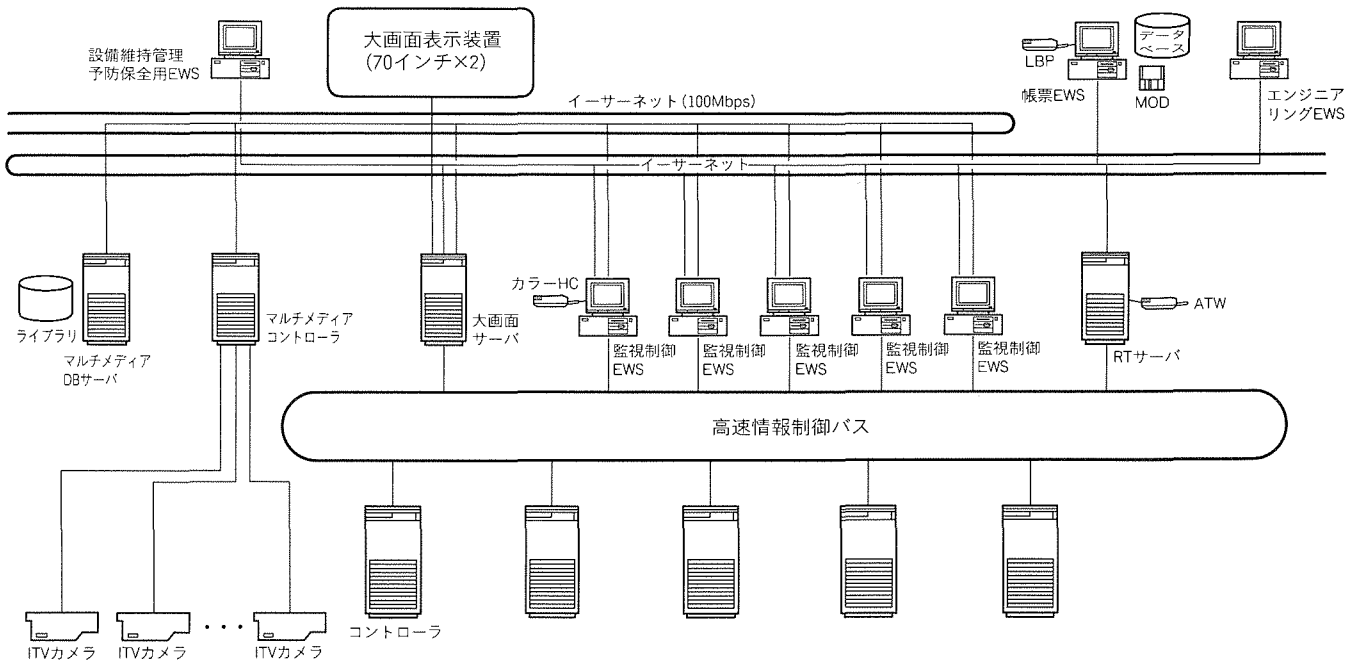 設備維持管理
予防保全用EWS
大画面表示装置
(70インチ×2)
LBP
データ
ベース
帳票EWS
MOD
エンジニア
リングEWS
イーサーネット(100Mbps)
イーサーネット
ライブラリ
マルチメディア
DBサーバ
マルチメディア
コントローラ
大画面
サーバ
カラーHC
監視制御
EWS
監視制御
EWS
監視制御
EWS
監視制御
EWS
監視制御
EWS
ATW
RTサーバ
高速情報制御バス
コントローラ
ITVカメラ
ITVカメラ
・・・
ITVカメラ